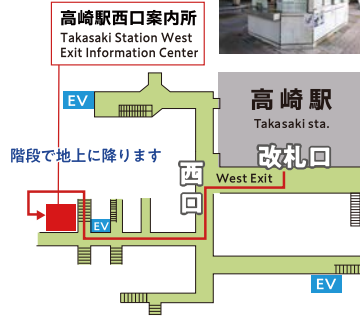 高崎駅西口案内所
Takasaki Station West
Exit Information Center
EV
高崎駅
Takasaki sta.
階段で地上に降ります
改札口
西口
West Exit
EV
EV